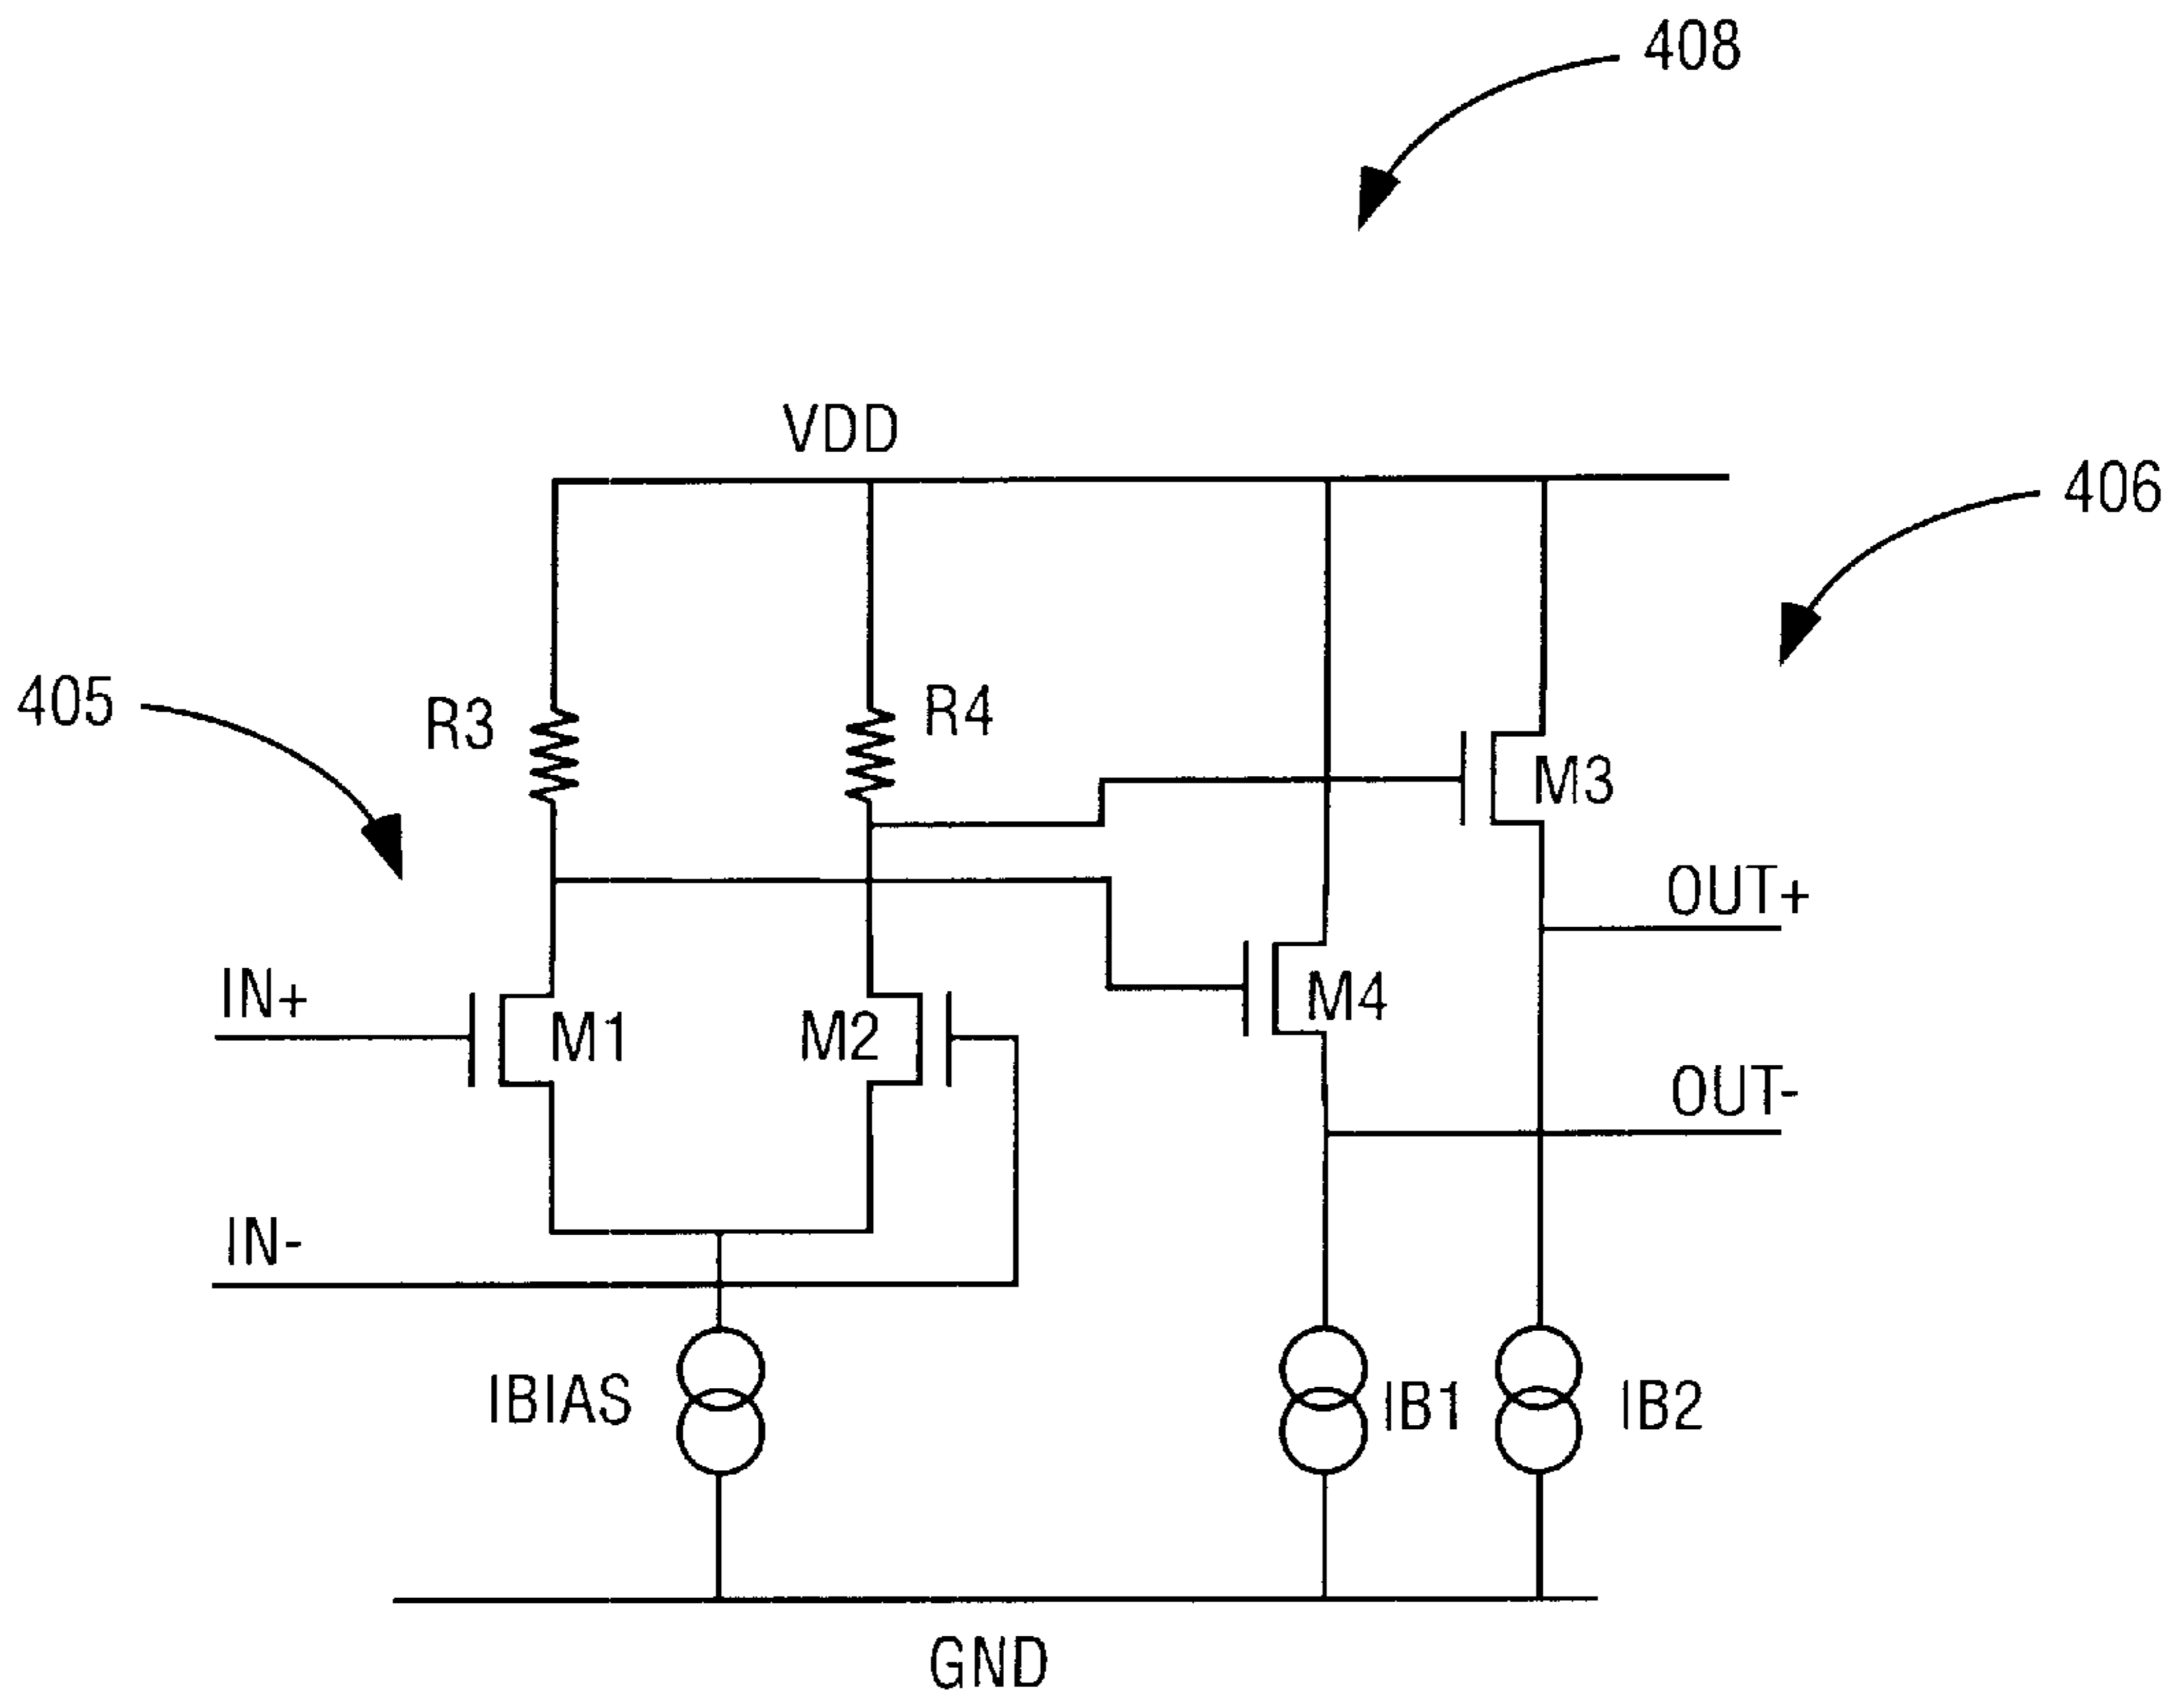 408
VDD
406
405
R3
R4
M3
OUT+
IN+
M1
M2
M4
OUT-
IN-
IBIAS
IB1
IB2
GND